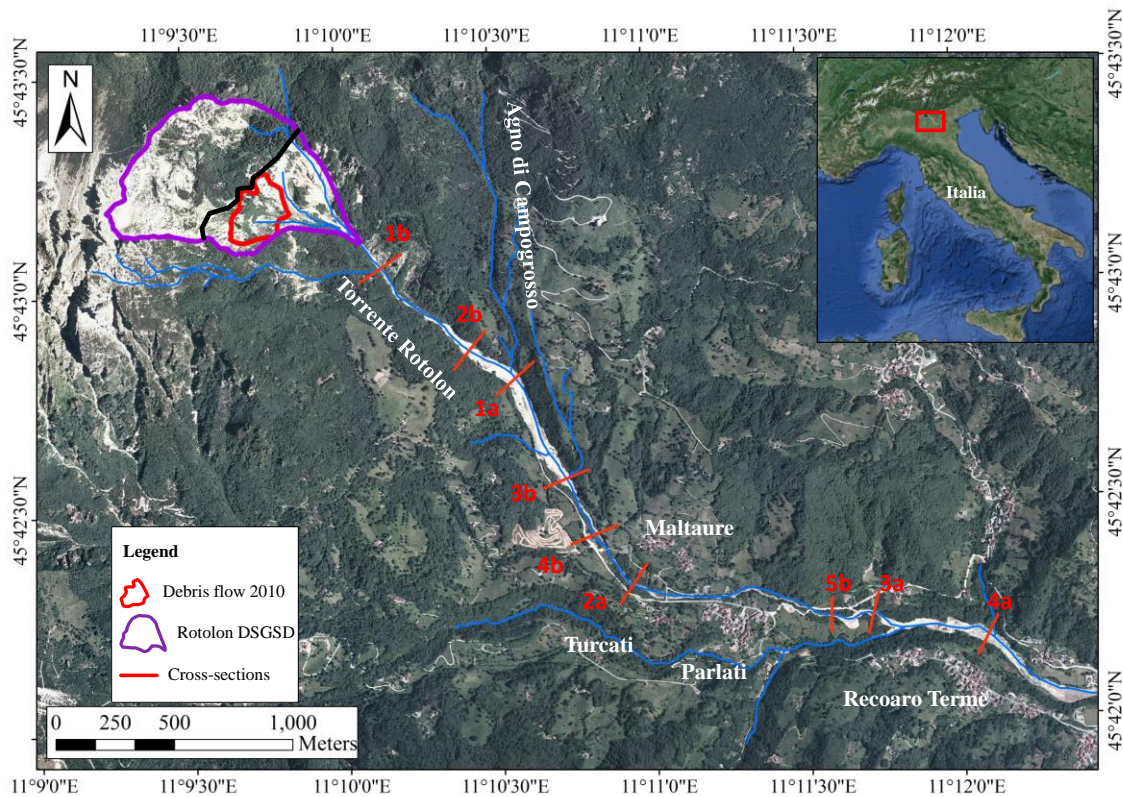 11°9'30"E 11°10'0"E 11°10'30"E 11°11'0"E 11°11'30"E 11°12'0"E
45°43'30"N
45°43'30"N
N
Italia
Agno di Campogrosso
1b
45°43'0"N
45°43'0"N
Torrente Rotolon
2b
1a
3b
45°42'30"N
45°42'30"N
Maltaure
4b
2a
5b
3a
4a
Turcati
Parlati
Recoaro Terme
45°42'0"N
Legend
Debris flow 2010
Rotolon DSGSD
Cross-sections
0 250 500 1,000
Meters
11°9'0"E 11°9'30"E 11°10'0"E 11°10'30"E 11°11'0"E 11°11'30"E 11°12'0"E